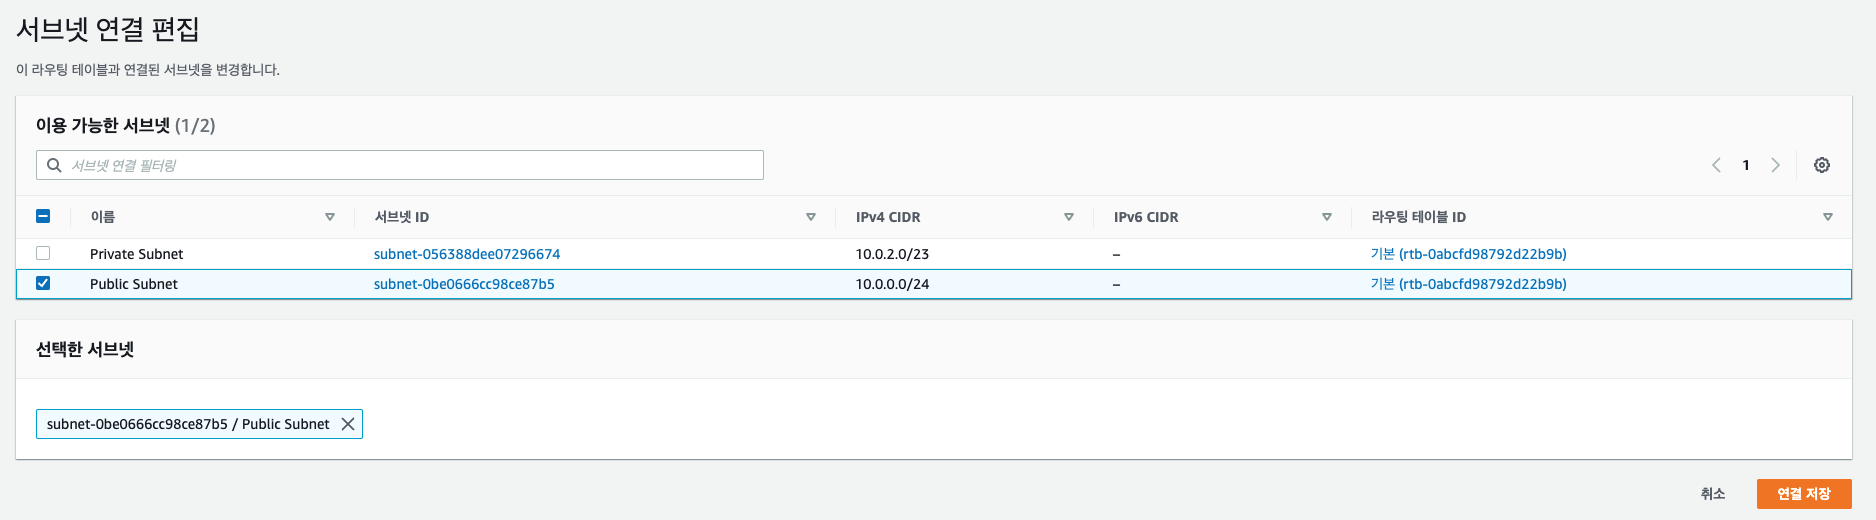 서브넷 연결 편집
이 라우팅 테이블과 연결된 서브넷을 변경합니다.
이용 가능한 서브넷 (1/2)
서브넷 연결 필터링
1
이름 서브넷 ID IPv4 CIDR IPv6 CIDR 라우팅 테이블 ID
Private Subnet subnet-056388dee07296674 10.0.2.0/23 – 기본 (rtb-0abcfd98792d22b9b)
Public Subnet subnet-0be0666cc98ce87b5 10.0.0.0/24 – 기본 (rtb-0abcfd98792d22b9b)
선택한 서브넷
subnet-0be0666cc98ce87b5 / Public Subnet
취소 연결 저장